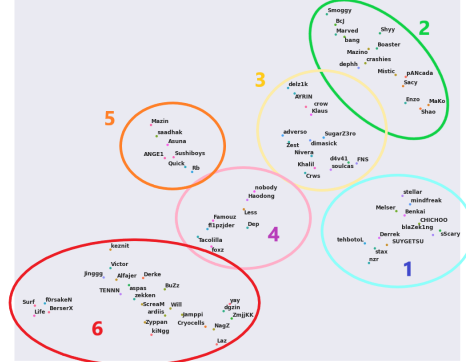 Smoggy
BcJ
Marved
bang
Shyy
Boaster
Mazino
crashies
dephh
Mistic
pANcada
Sacy
Enzo
MaKo
Shao
2
3
delz1k
AYRIN
crow
Klaus
adverso
SugarZ3ro
Zest
dimasick
Nivera
d4v41
FNS
Khalil
soulcas
Crws
5
Mazin
saadhak
Asuna
ANGE1
Sushiboys
Quick
Rb
nobody
Haodong
Less
Famouz
fl1pzjder
Dep
Tacolilla
foxz
4
stellar
mindfreak
Melser
Benkai
CHICHOO
blaZek1ng
sScary
Derrek
tehbotoL
SUYGETSU
stax
nzr
1
keznit
Victor
Jinggg
Alfajer
Derke
aspas
BuZz
TENNN
zekken
Surf
f0rsakeN
BerserX
Life
ScreaM
Will
ardiis
Jamppi
yay
dgzin
ZmjjKK
Zyppan
Cryocells
NagZ
kiNgg
Laz
6